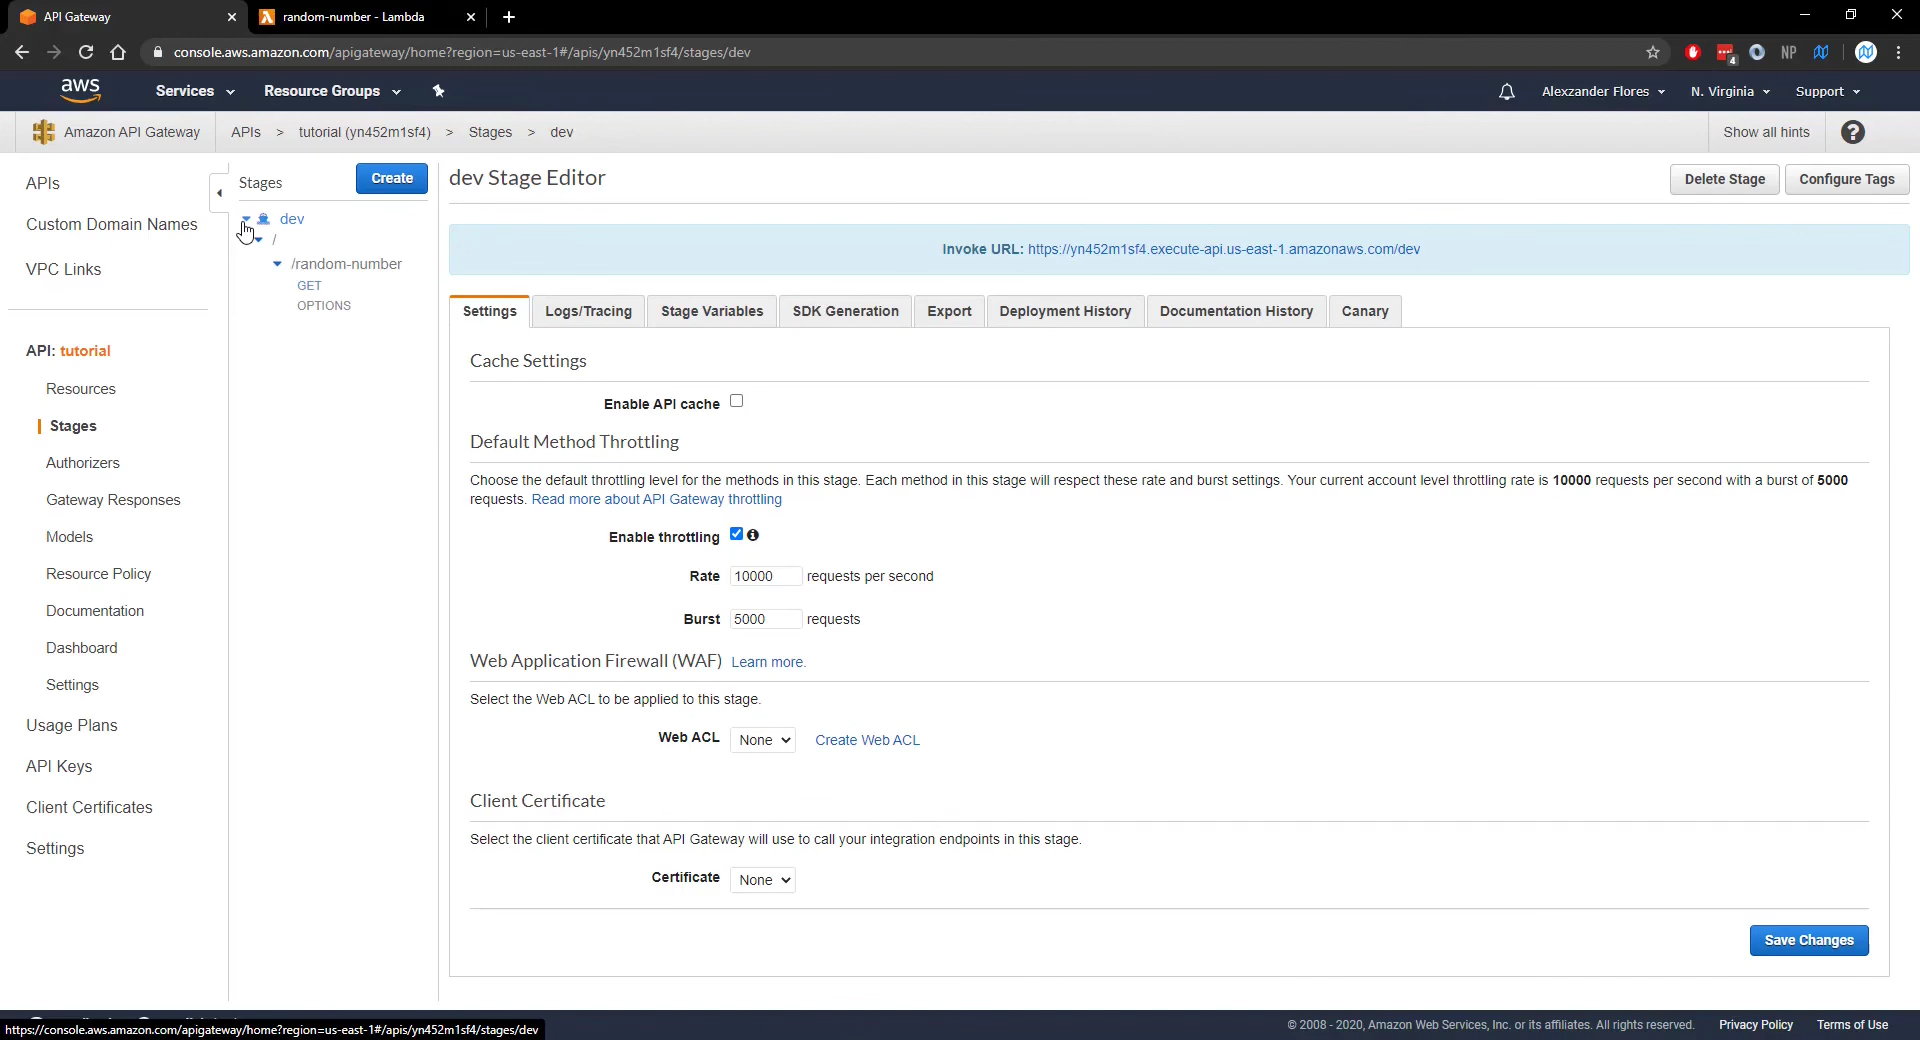 API Gateway
random-number - Lambda
console.aws.amazon.com/apigateway/home?region=us-east-1#/apis/yn452m1sf4/stages/dev
4
NP
aws
Services
Resource Groups
Alexzander Flores
N. Virginia
Support
Amazon API Gateway
APIs > tutorial (yn452m1sf4) > Stages > dev
Show all hints
?
APIs
Custom Domain Names
VPC Links
API: tutorial
Resources
Stages
Authorizers
Gateway Responses
Models
Resource Policy
Documentation
Dashboard
Settings
Usage Plans
API Keys
Client Certificates
Settings
Stages
Create
dev
/
/random-number
GET
OPTIONS
dev Stage Editor
Delete Stage
Configure Tags
Invoke URL: https://yn452m1sf4.execute-api.us-east-1.amazonaws.com/dev
Settings
Logs/Tracing
Stage Variables
SDK Generation
Export
Deployment History
Documentation History
Canary
Cache Settings
Enable API cache
Default Method Throttling
Choose the default throttling level for the methods in this stage. Each method in this stage will respect these rate and burst settings. Your current account level throttling rate is 10000 requests per second with a burst of 5000
requests. Read more about API Gateway throttling
Enable throttling
Rate 10000 requests per second
Burst 5000 requests
Web Application Firewall (WAF) Learn more.
Select the Web ACL to be applied to this stage.
Web ACL None Create Web ACL
Client Certificate
Select the client certificate that API Gateway will use to call your integration endpoints in this stage.
Certificate None
Save Changes
https://console.aws.amazon.com/apigateway/home?region=us-east-1#/apis/yn452m1sf4/stages/dev
© 2008 - 2020, Amazon Web Services, Inc. or its affiliates. All rights reserved.
Privacy Policy
Terms of Use